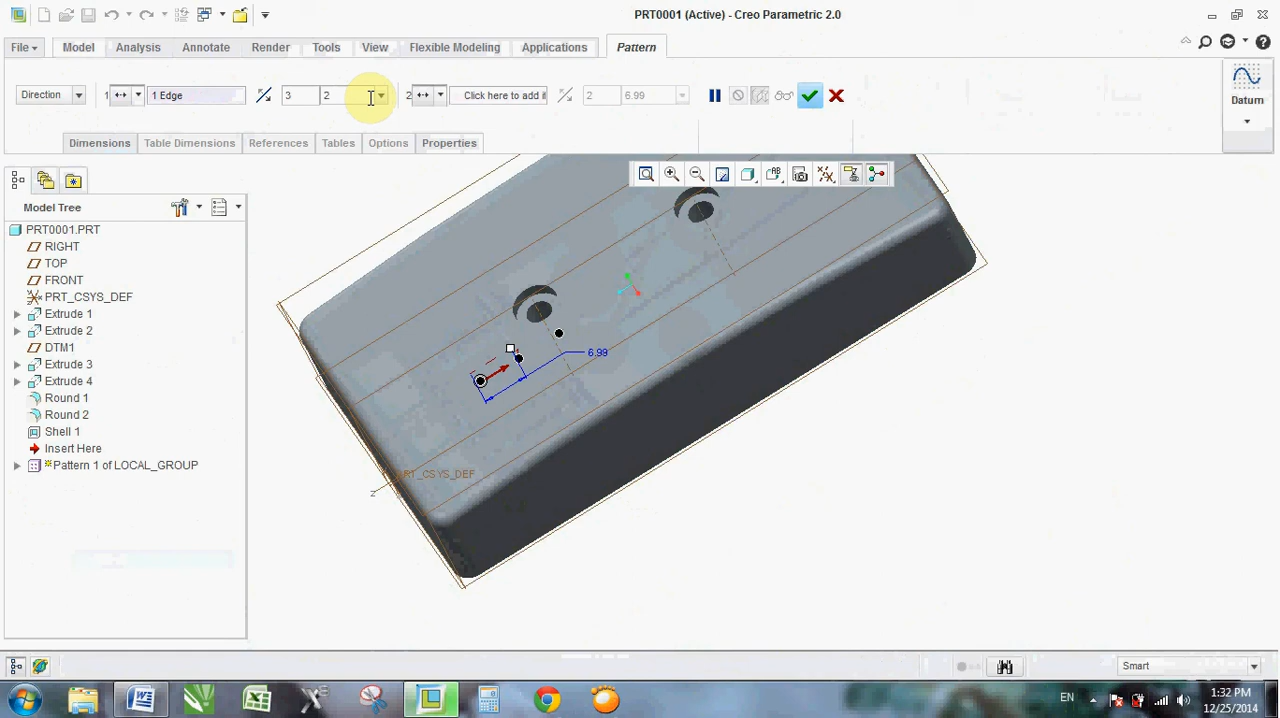 PRT0001 (Active) - Creo Parametric 2.0
File Model Analysis Annotate Render Tools View Flexible Modeling Applications Pattern
Direction 1 1 Edge 3 2 2 Click here to add it 2 6.99
Datum
Dimensions Table Dimensions References Tables Options Properties
Model Tree
PRT0001.PRT
RIGHT
TOP
FRONT
PRT_CSYS_DEF
Extrude 1
Extrude 2
DTM1
Extrude 3
Extrude 4
Round 1
Round 2
Shell 1
Insert Here
Pattern 1 of LOCAL_GROUP
6.99
PRT_CSYS_DEF
z
Smart
EN
1:32 PM
12/25/2014